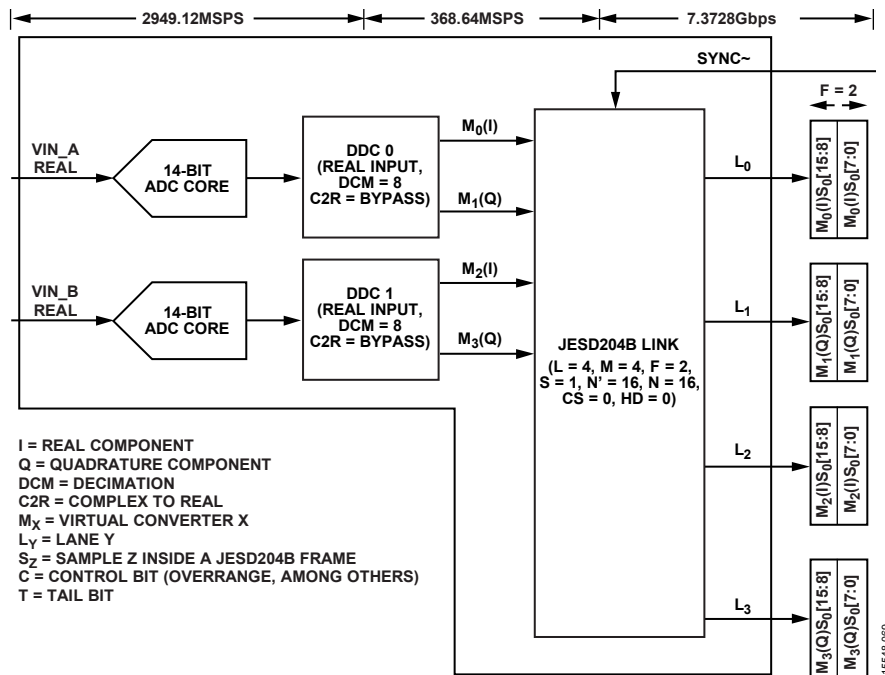 2949.12MSPS 368.64MSPS 7.3728Gbps
SYNC~
F = 2
VIN_A
REAL
14-BIT
ADC CORE
DDC 0
(REAL INPUT,
DCM = 8
C2R = BYPASS)
M0(I)
M1(Q)
VIN_B
REAL
14-BIT
ADC CORE
DDC 1
(REAL INPUT,
DCM = 8
C2R = BYPASS)
M2(I)
M3(Q)
JESD204B LINK
(L = 4, M = 4, F = 2,
S = 1, N' = 16, N = 16,
CS = 0, HD = 0)
L0
M0(I)S0[15:8]
M0(I)S0[7:0]
L1
M1(Q)S0[15:8]
M1(Q)S0[7:0]
L2
M2(I)S0[15:8]
M2(I)S0[7:0]
L3
M3(Q)S0[15:8]
M3(Q)S0[7:0]
I = REAL COMPONENT
Q = QUADRATURE COMPONENT
DCM = DECIMATION
C2R = COMPLEX TO REAL
MX = VIRTUAL CONVERTER X
LY = LANE Y
SZ = SAMPLE Z INSIDE A JESD204B FRAME
C = CONTROL BIT (OVERRANGE, AMONG OTHERS)
T = TAIL BIT